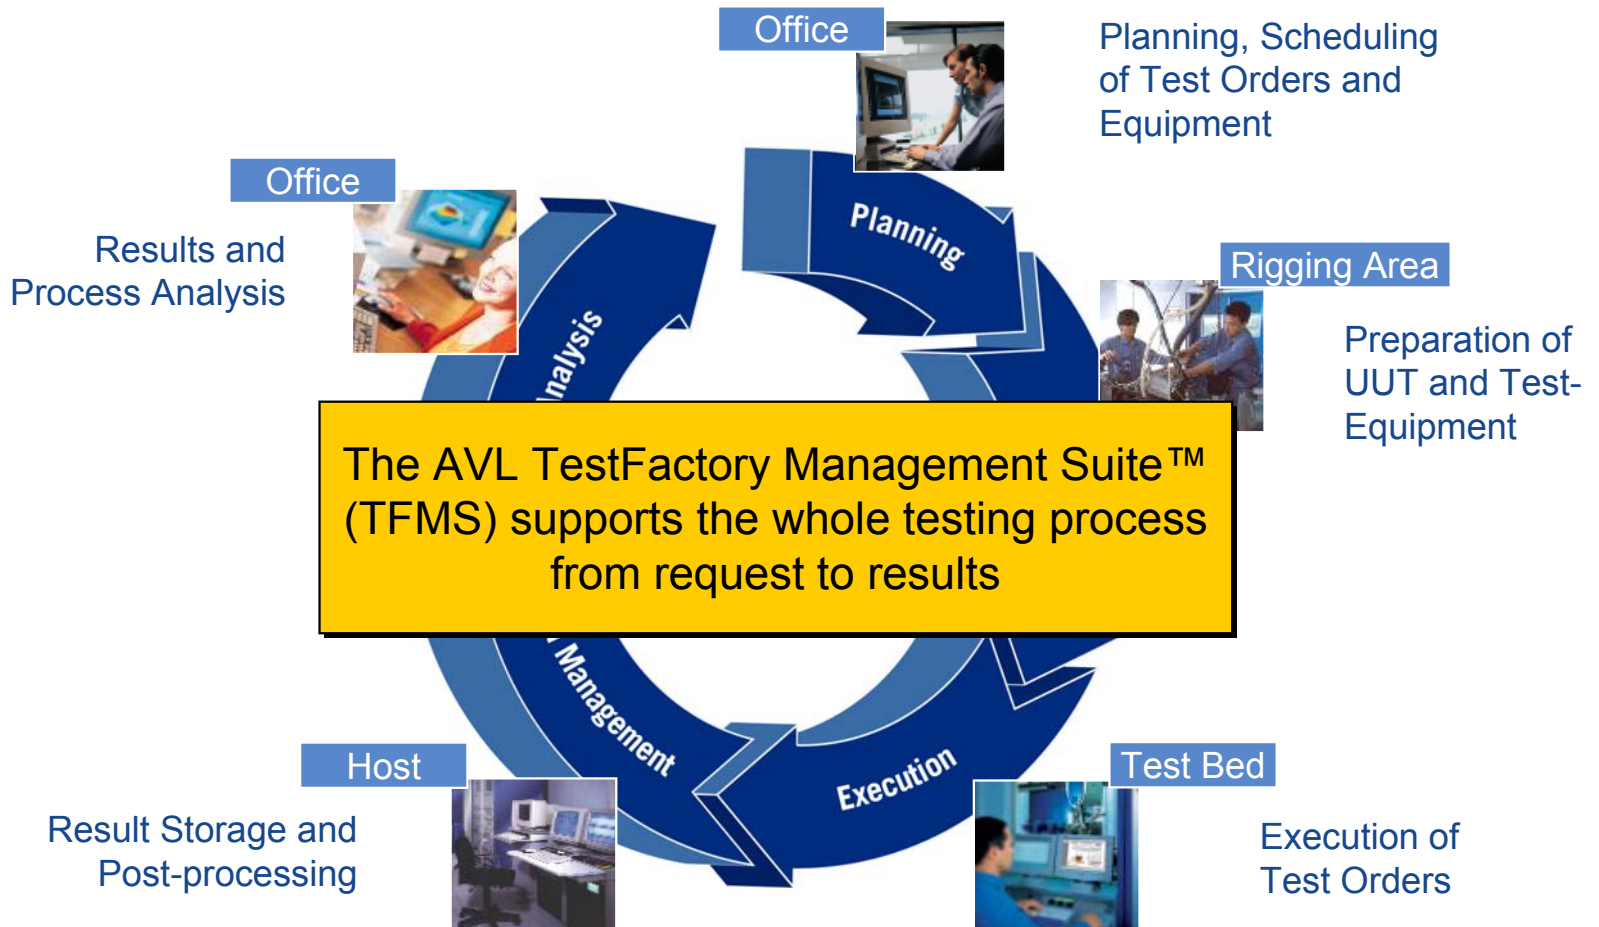 Office
Planning, Scheduling
of Test Orders and
Equipment
Planning
Rigging Area
Preparation of
UUT and Test-
Equipment
Office
Results and
Process Analysis
The AVL TestFactory Management Suite™
(TFMS) supports the whole testing process
from request to results
Management
Host
Result Storage and
Post-processing
Execution
Test Bed
Execution of
Test Orders
Analysis